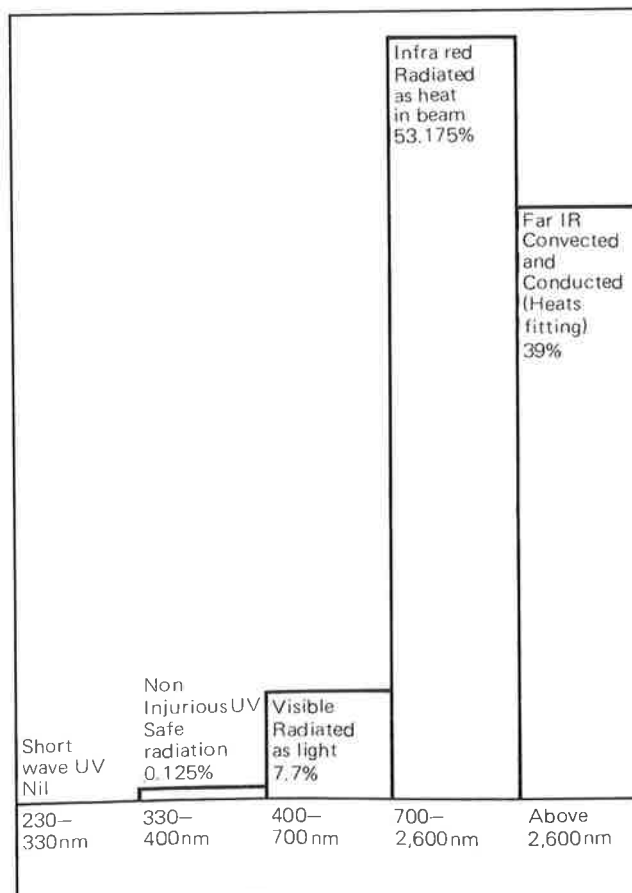 Infra red
Radiated
as heat
in beam
53.175%
Far IR
Convected
and
Conducted
(Heats
fitting)
39%
Non
Injurious UV
Safe
radiation
0.125%
Visible
Radiated
as light
7.7%
Short
wave UV
Nil
230–
330nm
330–
400nm
400–
700nm
700–
2,600nm
Above
2,600nm